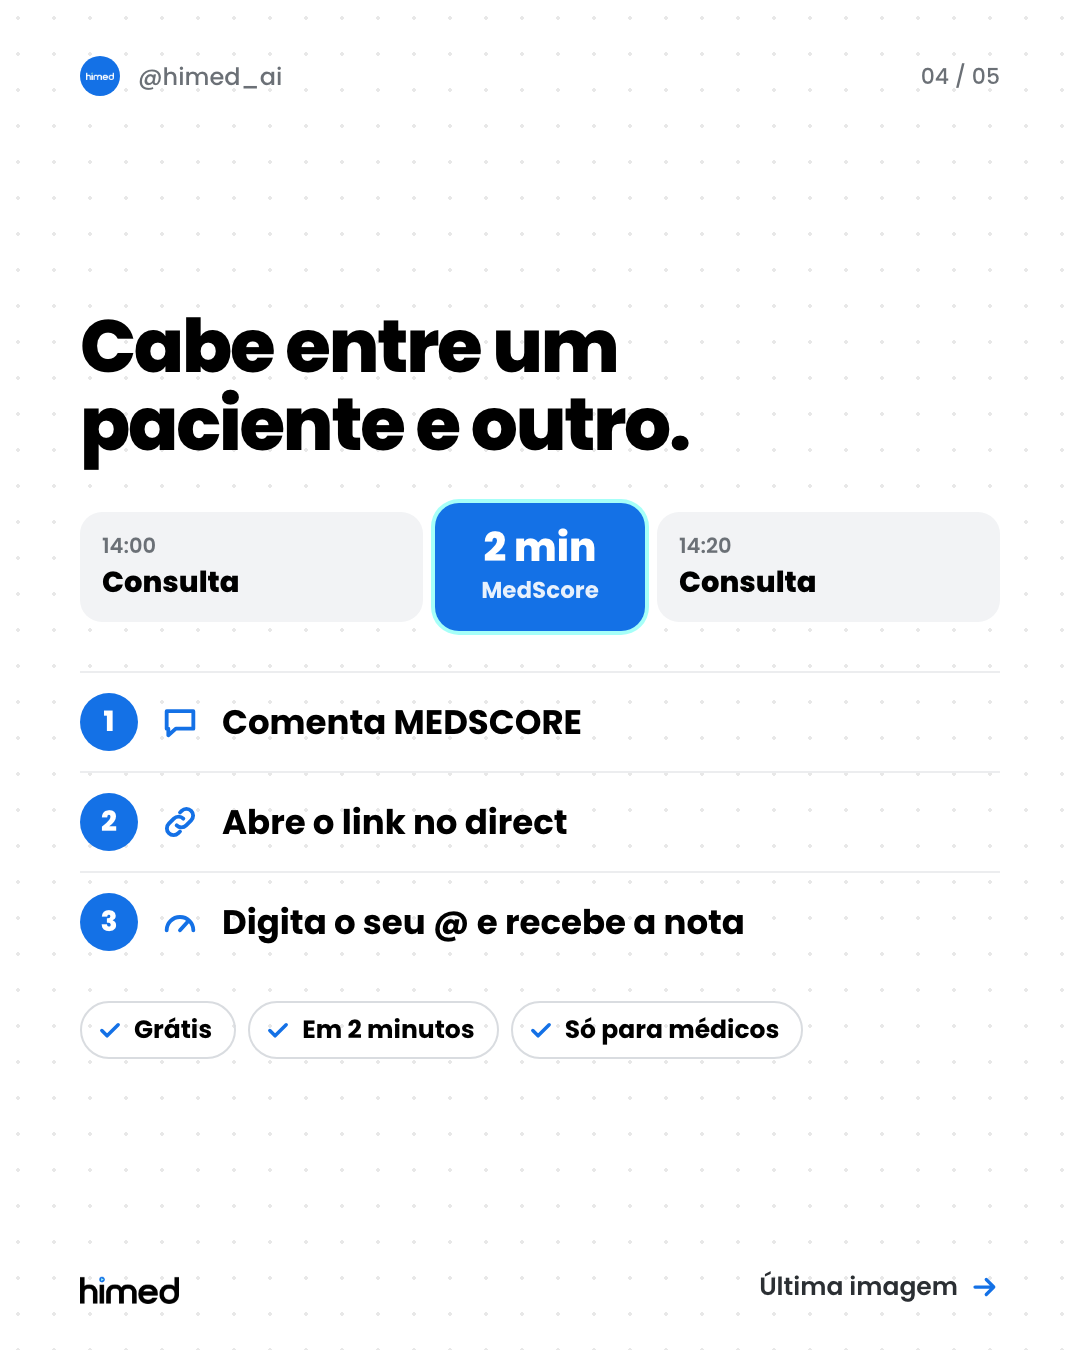 himed
@himed_ai
04 / 05
Cabe entre um
paciente e outro.
14:00
Consulta
2 min
MedScore
14:20
Consulta
1
Comenta MEDSCORE
2
Abre o link no direct
3
Digita o seu @ e recebe a nota
Grátis
Em 2 minutos
Só para médicos
himed
Última imagem